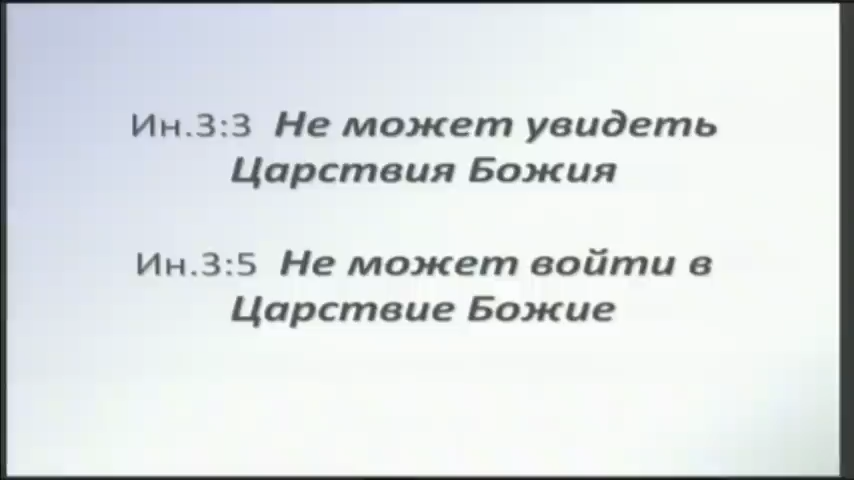 Ин.3:3 Не может увидеть
Царствия Божия
Ин.3:5 Не может войти в
Царствие Божие